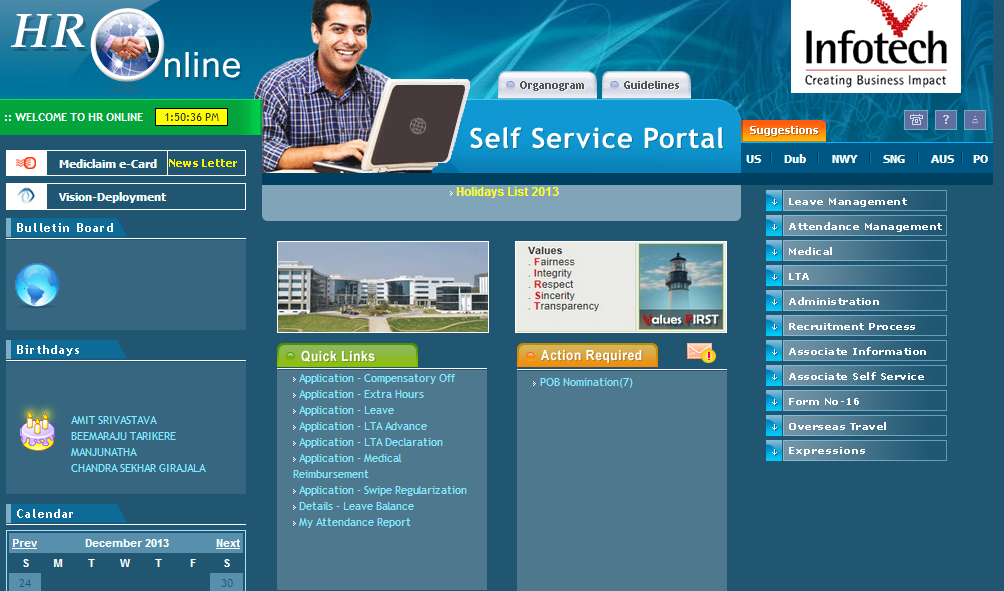 HR Online
Infotech
Creating Business Impact
Organogram
Guidelines
:: WELCOME TO HR ONLINE
1:50:36 PM
Self Service Portal
Suggestions
?
US Dub NWY SNG AUS PO
Mediclaim e-Card
News Letter
Vision-Deployment
Holidays List 2013
Bulletin Board
Birthdays
AMIT SRIVASTAVA
BEEMARAJU TARIKERE
MANJUNATHA
CHANDRA SEKHAR GIRAJALA
Calendar
Prev December 2013 Next
S M T W T F S
24 30
Values
. Fairness
. Integrity
. Respect
. Sincerity
. Transparency
Values FIRST
Quick Links
Application - Compensatory Off
Application - Extra Hours
Application - Leave
Application - LTA Advance
Application - LTA Declaration
Application - Medical
Reimbursement
Application - Swipe Regularization
Details - Leave Balance
My Attendance Report
Action Required
!
POB Nomination(7)
Leave Management
Attendance Management
Medical
LTA
Administration
Recruitment Process
Associate Information
Associate Self Service
Form No-16
Overseas Travel
Expressions